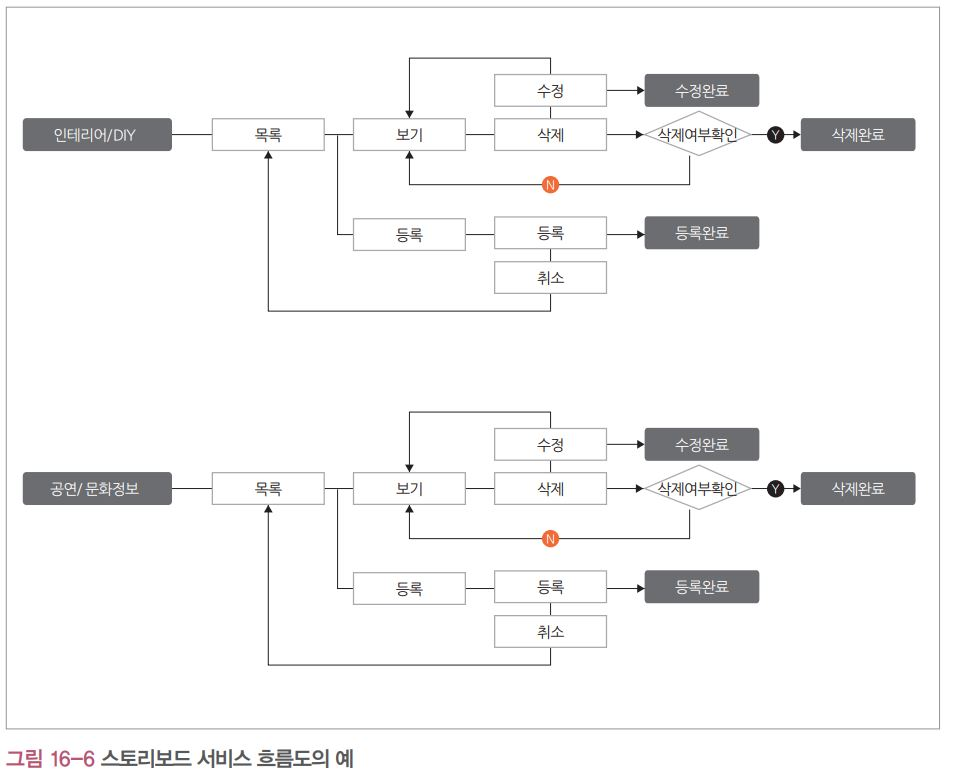 수정 수정완료
인테리어/DIY 목록 보기 삭제 삭제여부확인 Y 삭제완료
N
등록 등록 등록완료
취소
수정 수정완료
공연/ 문화정보 목록 보기 삭제 삭제여부확인 Y 삭제완료
N
등록 등록 등록완료
취소
그림 16-6 스토리보드 서비스 흐름도의 예